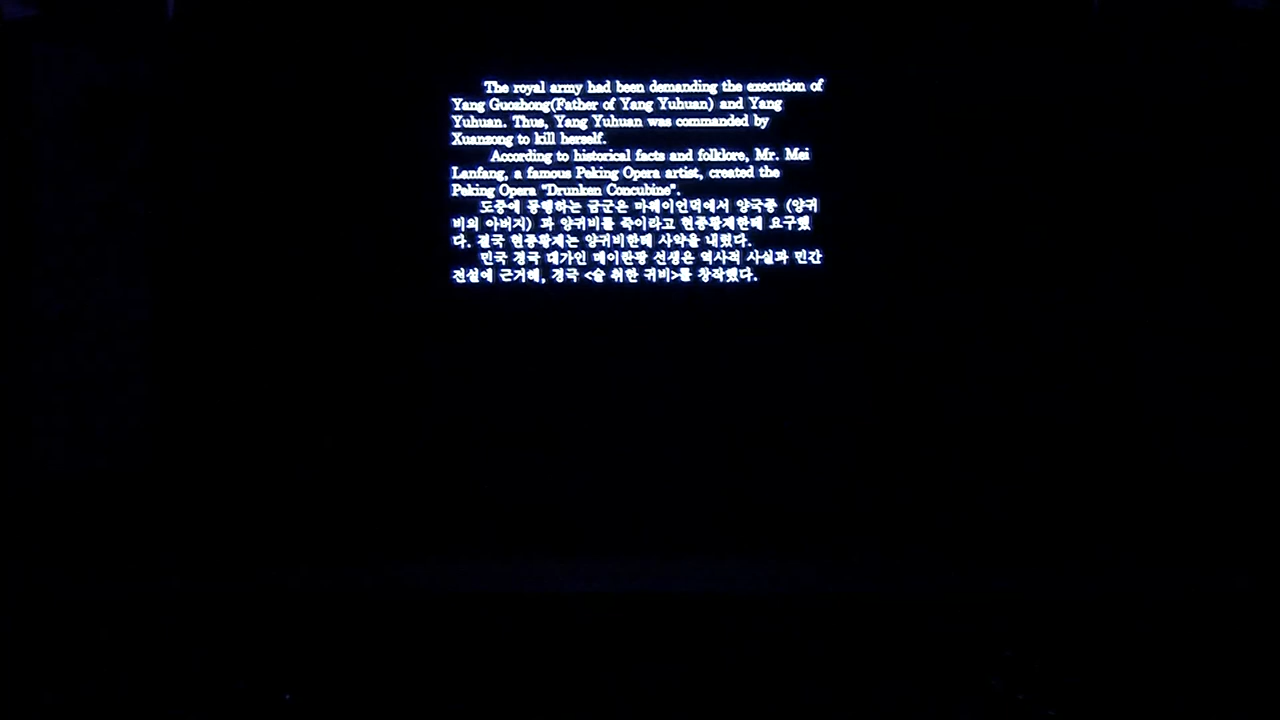 The royal army had been demanding the execution of
Yang Guozhong(Father of Yang Yuhuan) and Yang
Yuhuan. Thus, Yang Yuhuan was commanded by
Xuanzong to kill herself.
According to historical facts and folklore, Mr. Mei
Lanfang, a famous Peking Opera artist, created the
Peking Opera "Drunken Concubine".
도중에 동행하는 금군은 마웨이언덕에서 양국충 (양귀
비의 아버지) 과 양귀비를 죽이라고 현종황제한테 요구했
다. 결국 현종황제는 양귀비한테 사약을 내렸다.
민국 경극 대가인 메이란팡 선생은 역사적 사실과 민간
전설에 근거해, 경극 <술 취한 귀비>를 창작했다.